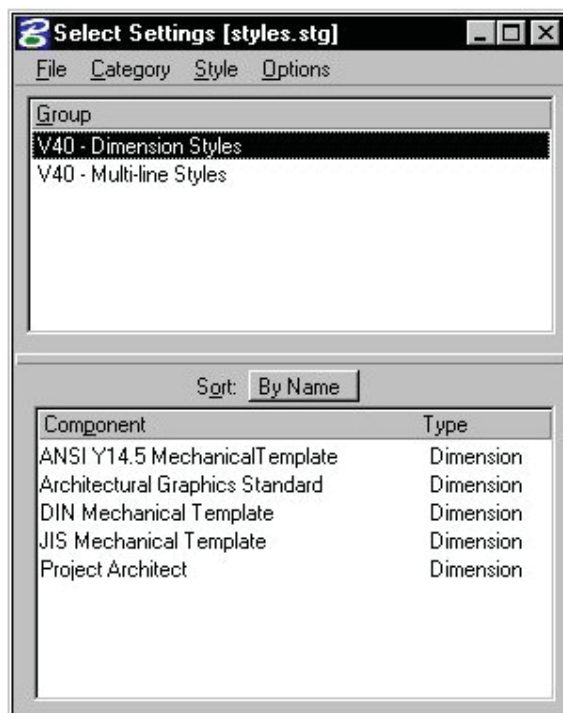 Select Settings [styles.stg]
File Category Style Options
Group
V40 - Dimension Styles
V40 - Multi-line Styles
Sort: By Name
Component Type
ANSI Y14.5 MechanicalTemplate Dimension
Architectural Graphics Standard Dimension
DIN Mechanical Template Dimension
JIS Mechanical Template Dimension
Project Architect Dimension